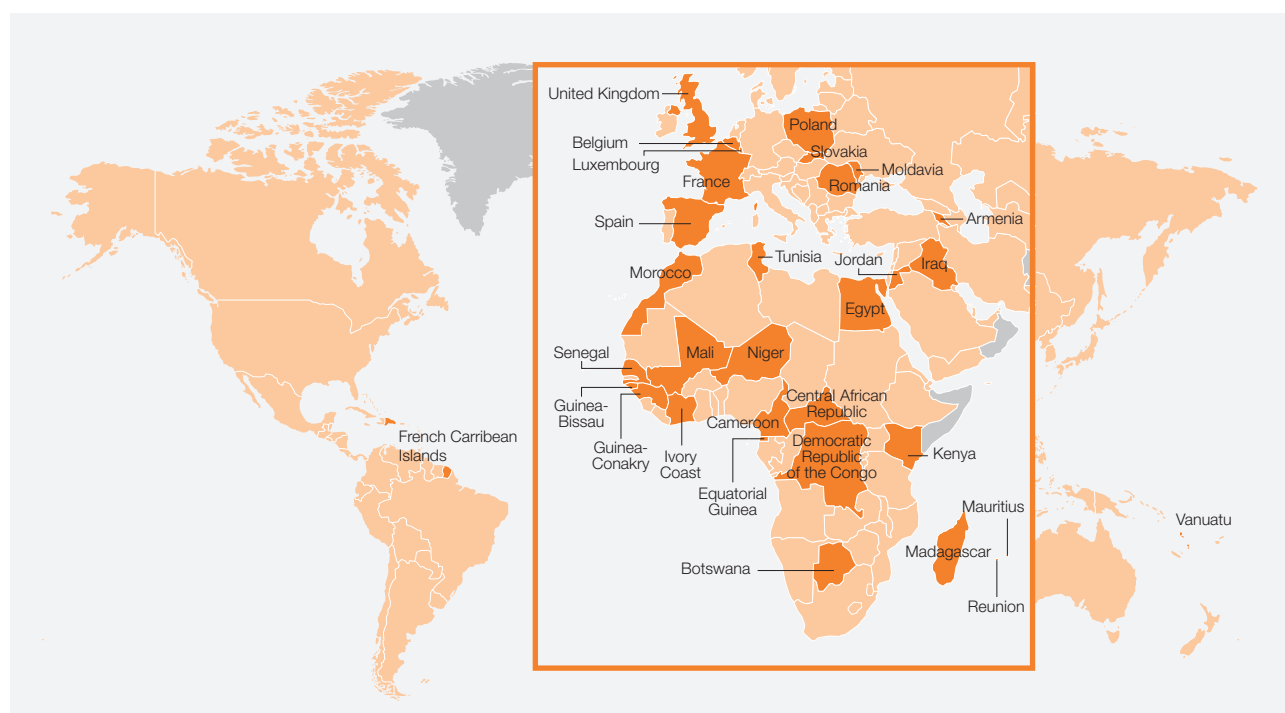 United Kingdom
Poland
Belgium
Slovakia
Luxembourg
Moldavia
France
Romania
Spain
Armenia
Tunisia
Jordan
Iraq
Morocco
Egypt
Senegal
Mali
Niger
Central African
Republic
Guinea-
Bissau
Cameroon
French Carribean
Islands
Guinea-
Conakry
Ivory
Coast
Democratic
Republic
of the Congo
Kenya
Equatorial
Guinea
Mauritius
Vanuatu
Madagascar
Botswana
Reunion